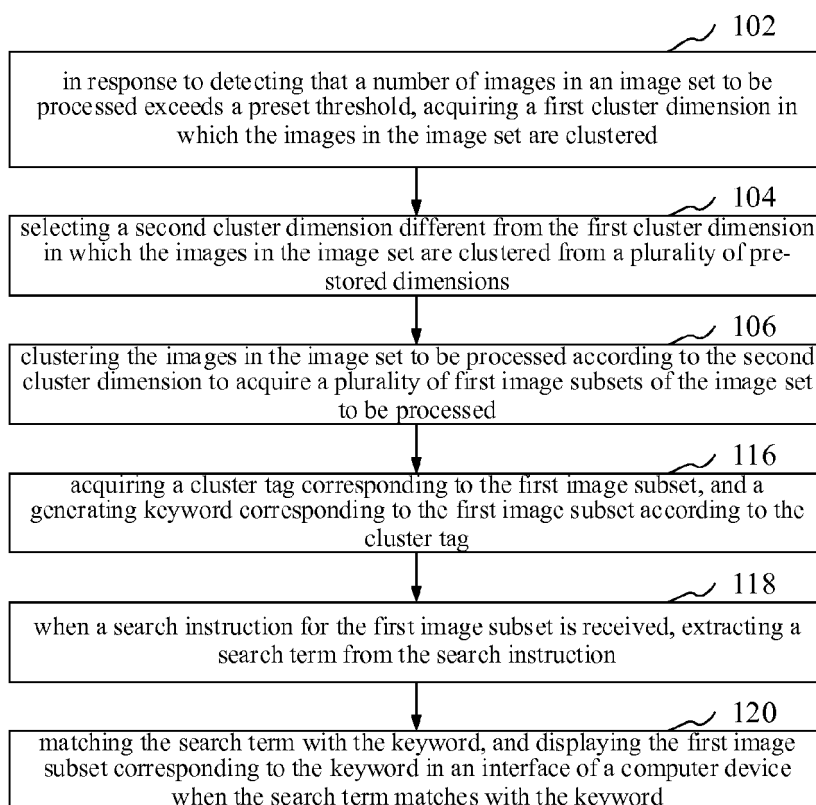 102
in response to detecting that a number of images in an image set to be
processed exceeds a preset threshold, acquiring a first cluster dimension in
which the images in the image set are clustered
104
selecting a second cluster dimension different from the first cluster dimension
in which the images in the image set are clustered from a plurality of pre-
stored dimensions
106
clustering the images in the image set to be processed according to the second
cluster dimension to acquire a plurality of first image subsets of the image set
to be processed
116
acquiring a cluster tag corresponding to the first image subset, and a
generating keyword corresponding to the first image subset according to the
cluster tag
118
when a search instruction for the first image subset is received, extracting a
search term from the search instruction
120
matching the search term with the keyword, and displaying the first image
subset corresponding to the keyword in an interface of a computer device
when the search term matches with the keyword